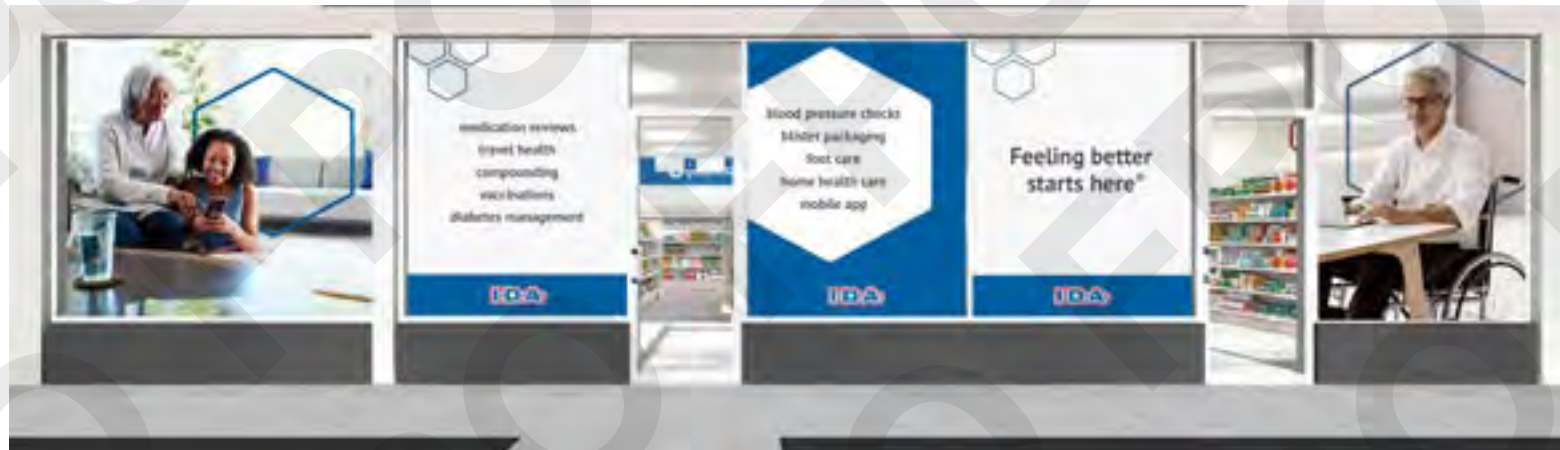 medication reviews
travel health
compounding
vaccinations
diabetes management
IDA
blood pressure checks
blister packaging
foot care
home health care
mobile app
IDA
Feeling better
starts here®
IDA